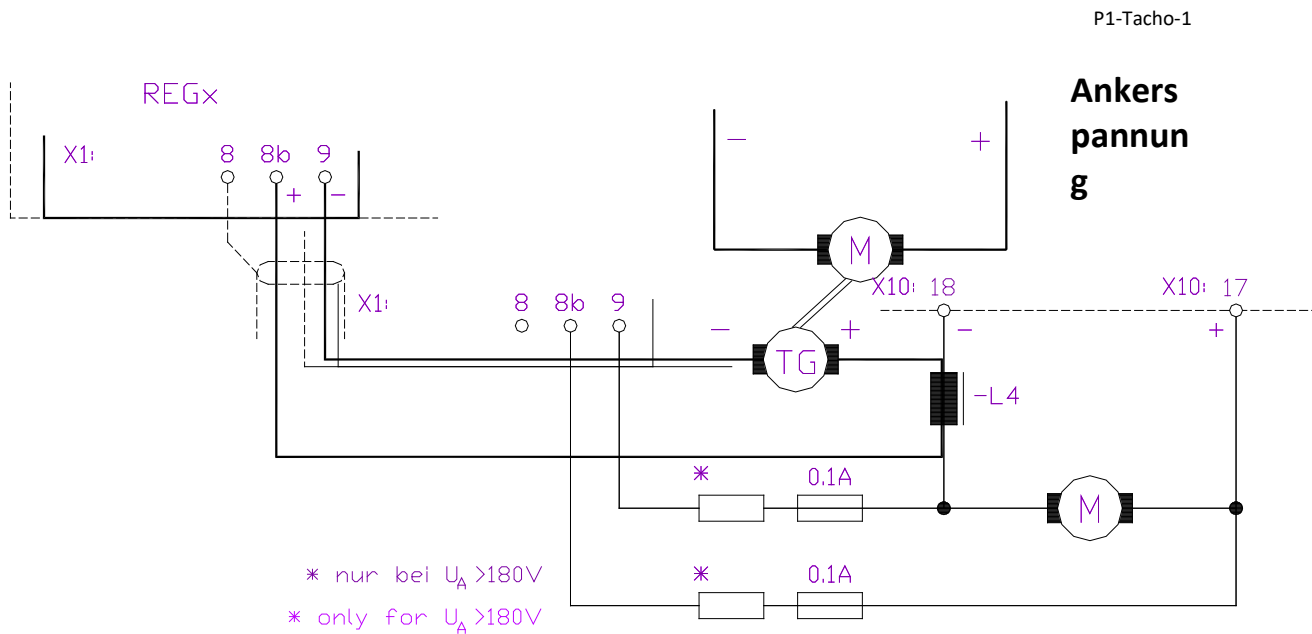 P1-Tacho-1
Ankers
pannun
g
REGx
X1: 8 8b 9
+ -
- +
M
X10: 18 X10: 17
X1: 8 8b 9
- + - +
TG
-L4
* 0.1A
M
* nur bei U_A >180V
* 0.1A
* only for U_A >180V